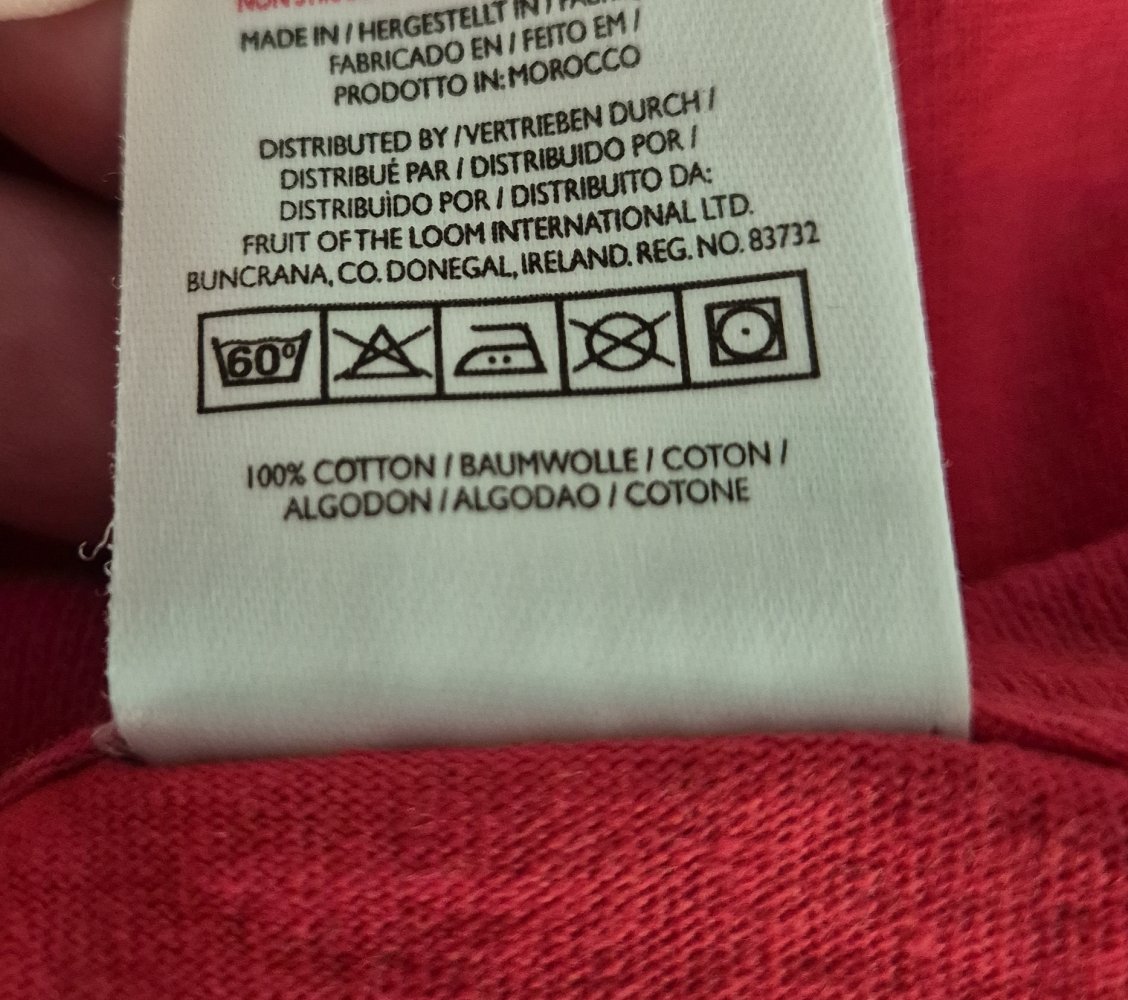 MADE IN / HERGESTELLT IN /
FABRICADO EN / FEITO EM /
PRODOTTO IN: MOROCCO
DISTRIBUTED BY / VERTRIEBEN DURCH /
DISTRIBUÉ PAR / DISTRIBUIDO POR /
DISTRIBUÌDO POR / DISTRIBUITO DA:
FRUIT OF THE LOOM INTERNATIONAL LTD.
BUNCRANA, CO. DONEGAL, IRELAND. REG. NO. 83732
60º
100% COTTON / BAUMWOLLE / COTON /
ALGODON / ALGODAO / COTONE